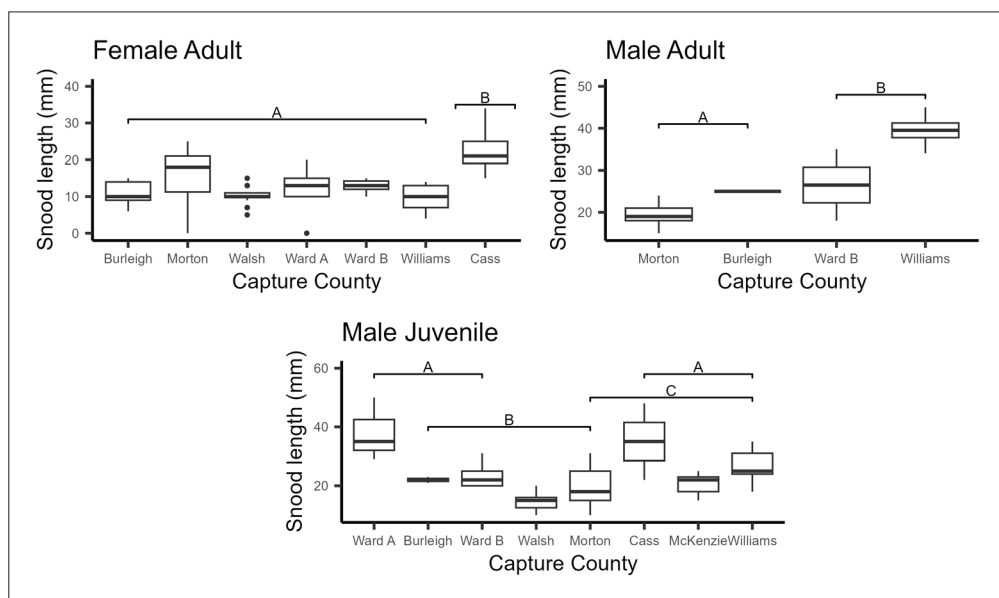 Female Adult
Snood length (mm)
40
30
20
10
0
A
B
Burleigh Morton Walsh Ward A Ward B Williams Cass
Capture County
Male Adult
Snood length (mm)
50
40
30
20
A
B
Morton Burleigh Ward B Williams
Capture County
Male Juvenile
Snood length (mm)
60
40
20
A
A
C
B
Ward A Burleigh Ward B Walsh Morton Cass McKenzie Williams
Capture County